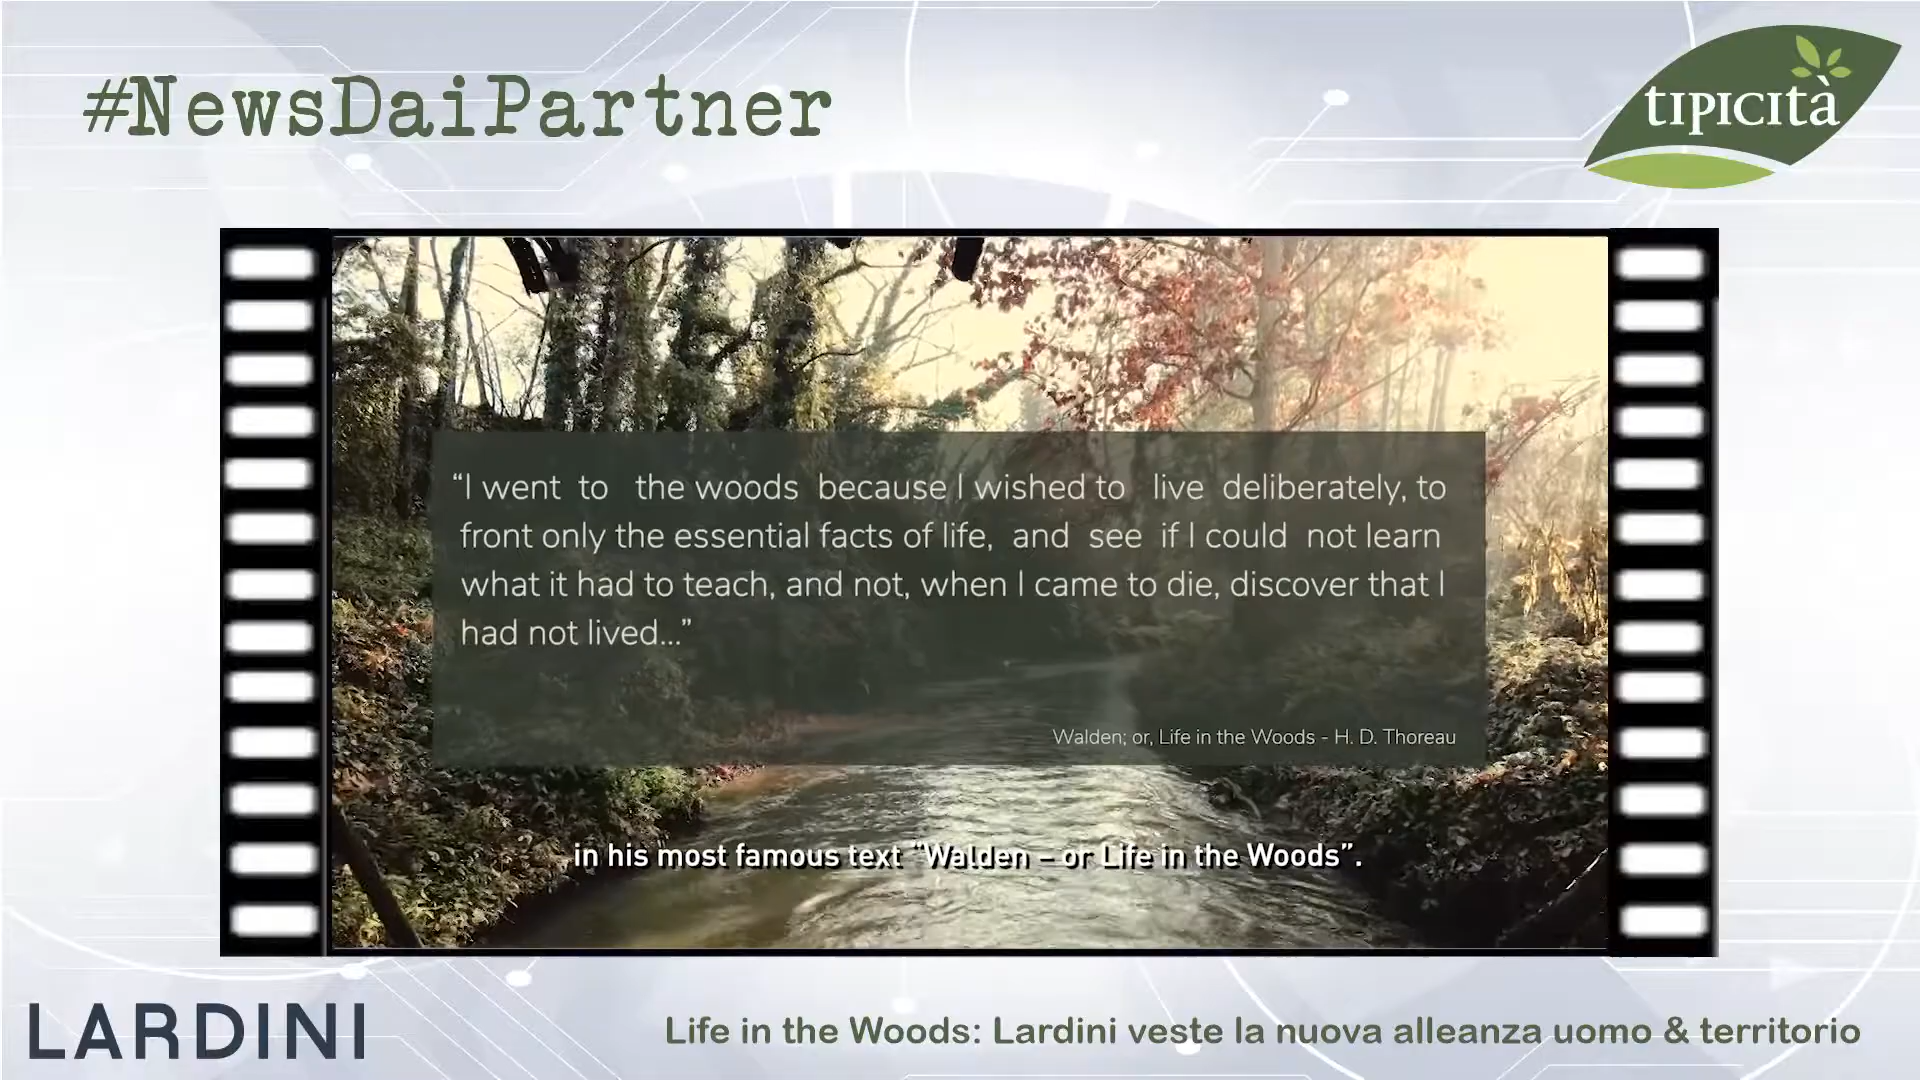 #NewsDaiPartner
TIPICITà
“I went to the woods because I wished to live deliberately, to
front only the essential facts of life, and see if I could not learn
what it had to teach, and not, when I came to die, discover that I
had not lived...”
Walden; or, Life in the Woods - H. D. Thoreau
in his most famous text “Walden – or Life in the Woods”.
LARDINI
Life in the Woods: Lardini veste la nuova alleanza uomo & territorio